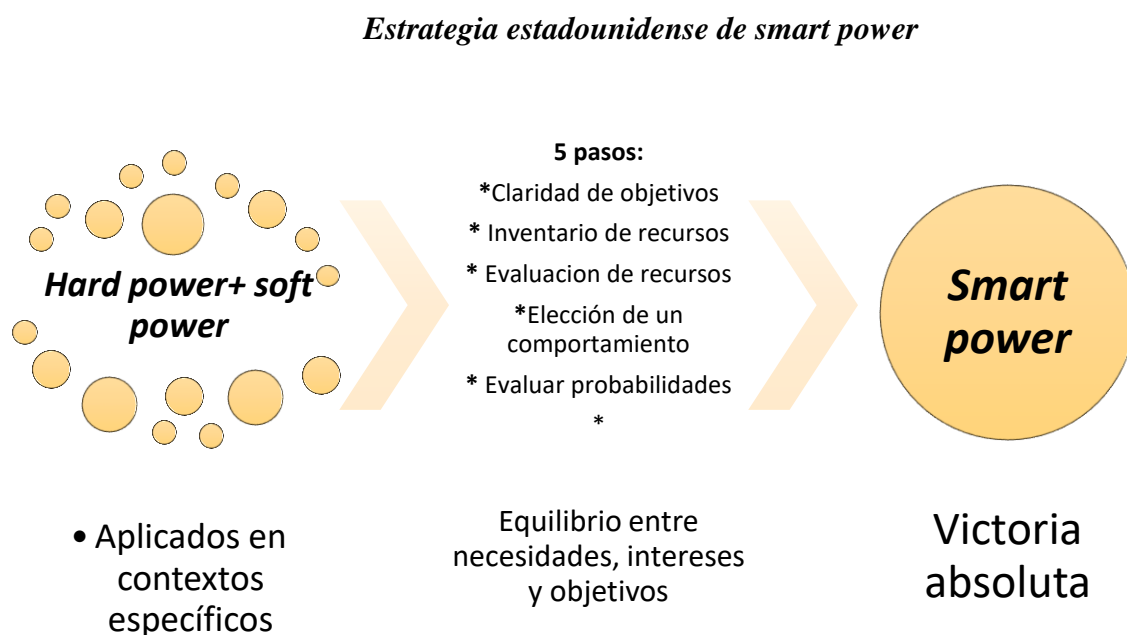 Estrategia estadounidense de smart power
Hard power+ soft
power
• Aplicados en
contextos
específicos
5 pasos:
*Claridad de objetivos
* Inventario de recursos
* Evaluacion de recursos
*Elección de un
comportamiento
* Evaluar probabilidades
*
Equilibrio entre
necesidades, intereses
y objetivos
Smart
power
Victoria
absoluta